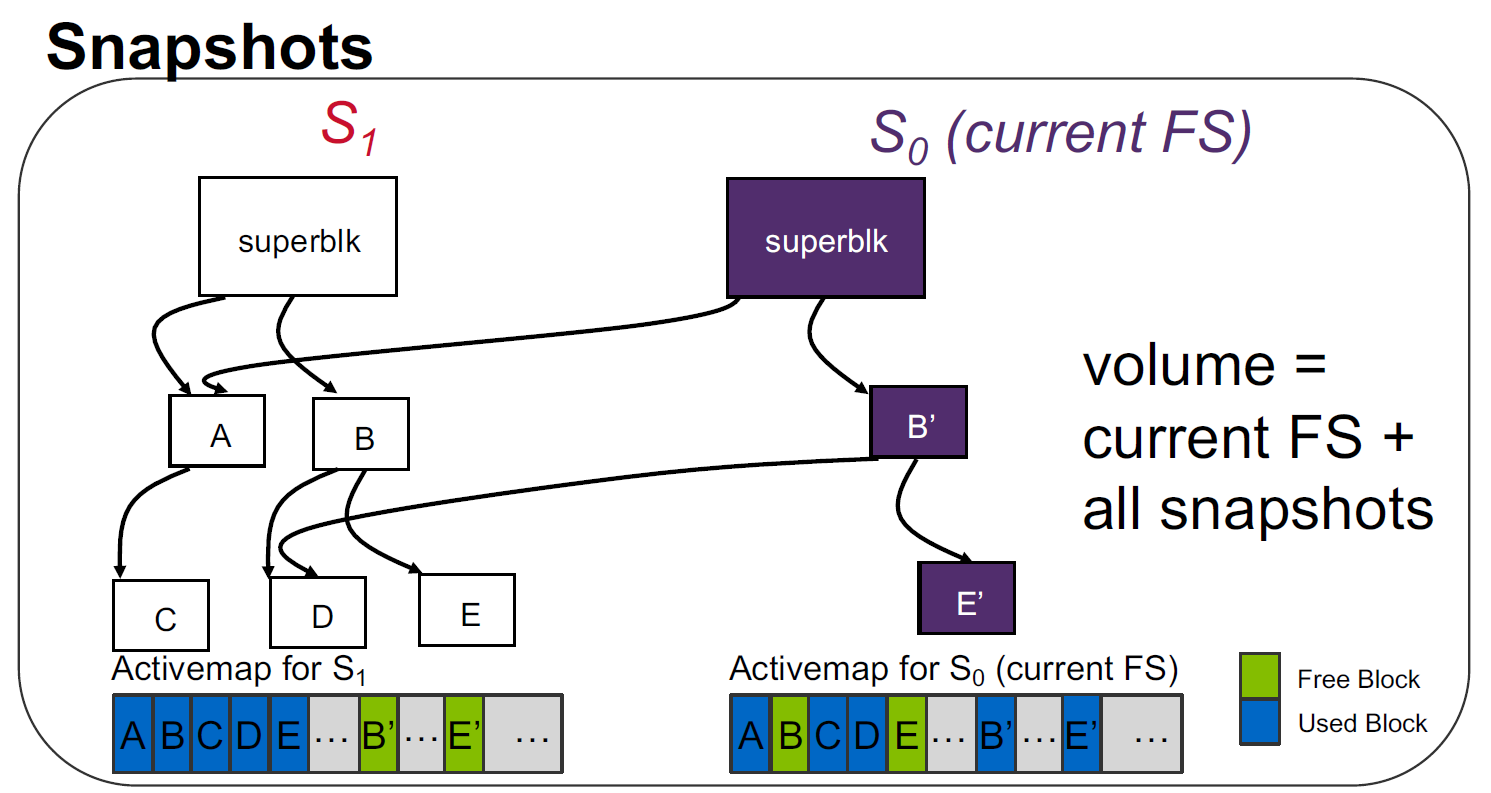 Snapshots
S1
S0 (current FS)
superblk
superblk
A
B
B’
volume =
current FS +
all snapshots
C
D
E
E’
Activemap for S1
Activemap for S0 (current FS)
A B C D E ... B’ ... E’ ...
A B C D E ... B’ ... E’ ...
Free Block
Used Block